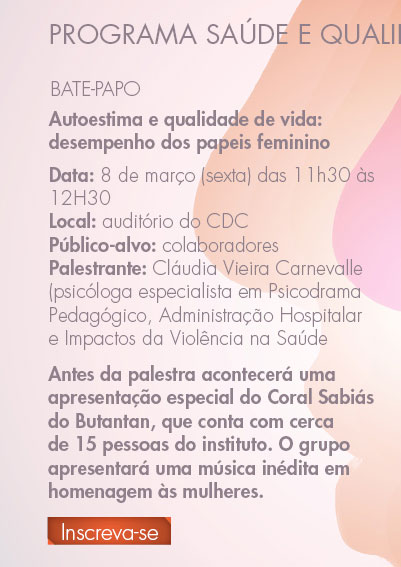 PROGRAMA SAÚDE E QUALI
BATE-PAPO
Autoestima e qualidade de vida:
desempenho dos papeis feminino
Data: 8 de março (sexta) das 11h30 às
12H30
Local: auditório do CDC
Público-alvo: colaboradores
Palestrante: Cláudia Vieira Carnevalle
(psicóloga especialista em Psicodrama
Pedagógico, Administração Hospitalar
e Impactos da Violência na Saúde
Antes da palestra acontecerá uma
apresentação especial do Coral Sabiás
do Butantan, que conta com cerca
de 15 pessoas do instituto. O grupo
apresentará uma música inédita em
homenagem às mulheres.
Inscreva-se